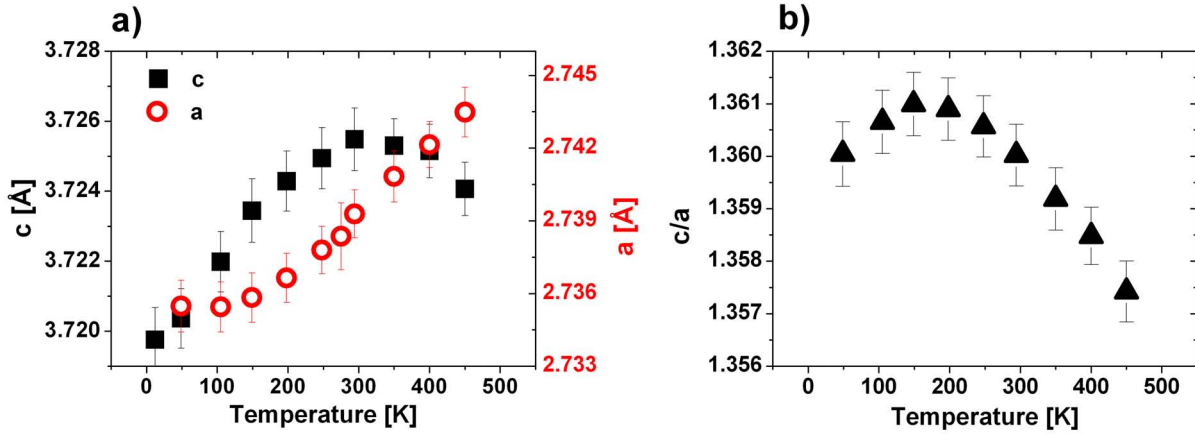 a)
3.728
3.726
3.724
3.722
3.720
c [Å]
c
a
2.745
2.742
2.739
2.736
2.733
a [Å]
0 100 200 300 400 500
Temperature [K]
b)
1.362
1.361
1.360
1.359
1.358
1.357
1.356
c/a
0 100 200 300 400 500
Temperature [K]